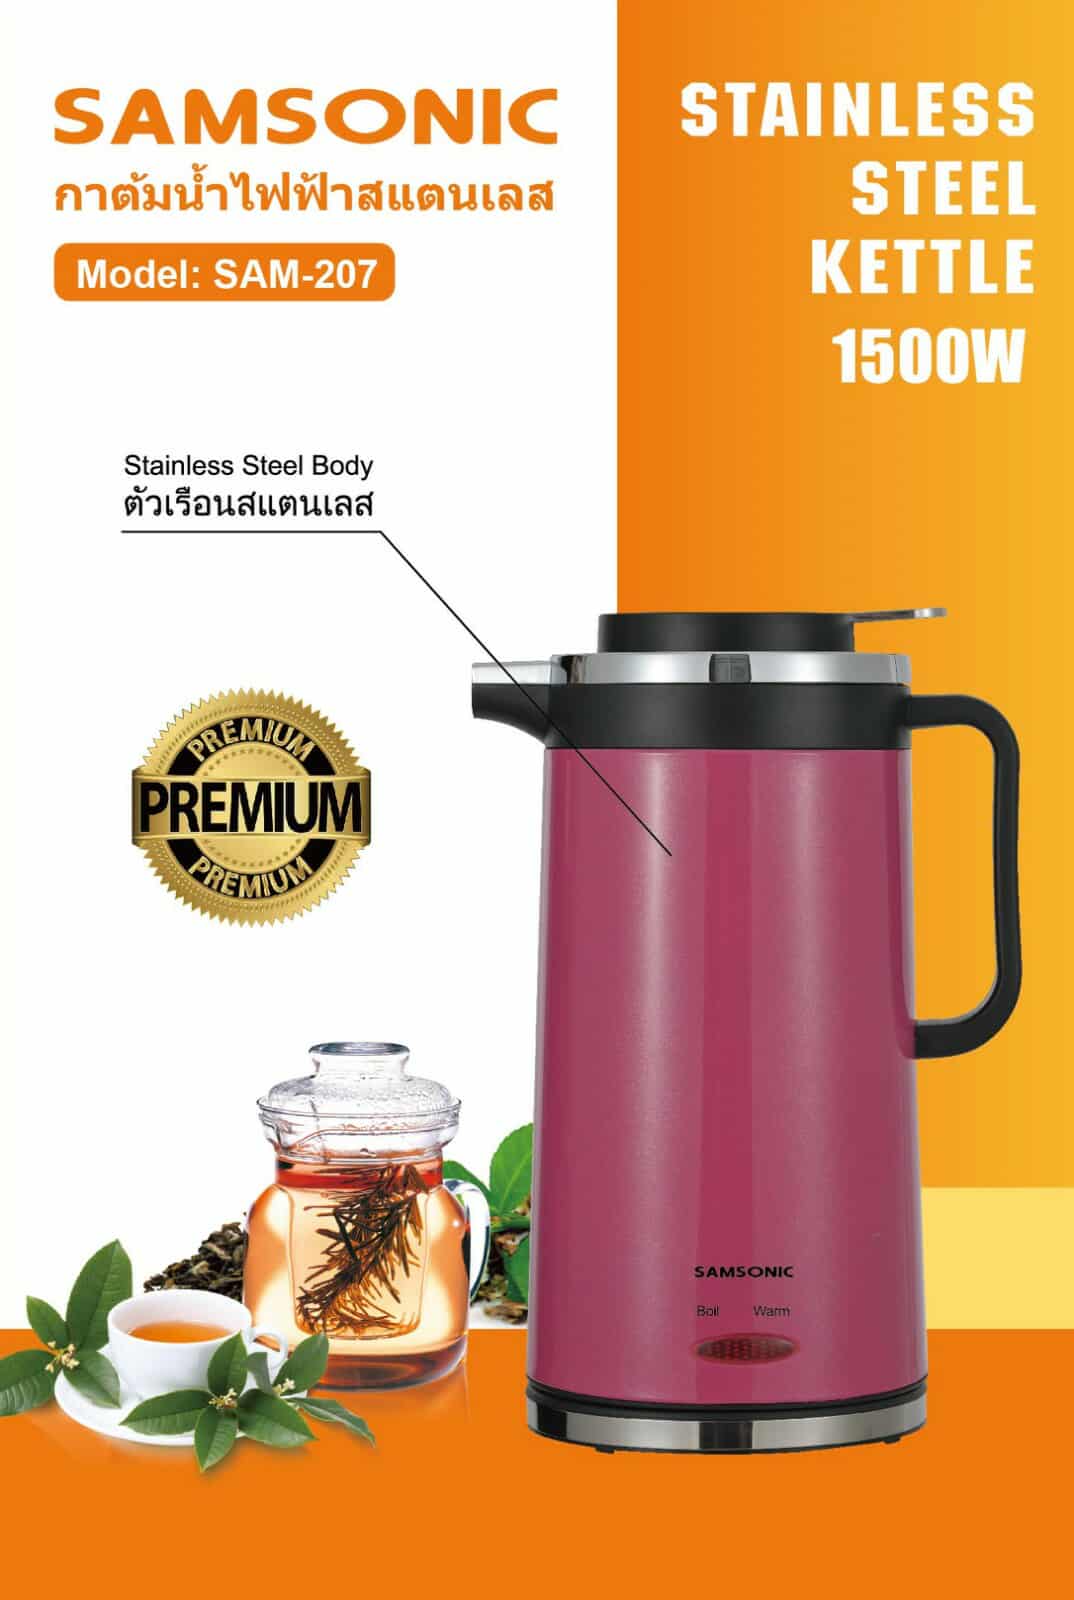 SAMSONIC
กาต้มน้ำไฟฟ้าสแตนเลส
Model: SAM-207
STAINLESS
STEEL
KETTLE
1500W
Stainless Steel Body
ตัวเรือนสแตนเลส
PREMIUM
PREMIUM
PREMIUM
SAMSONIC
Boil Warm